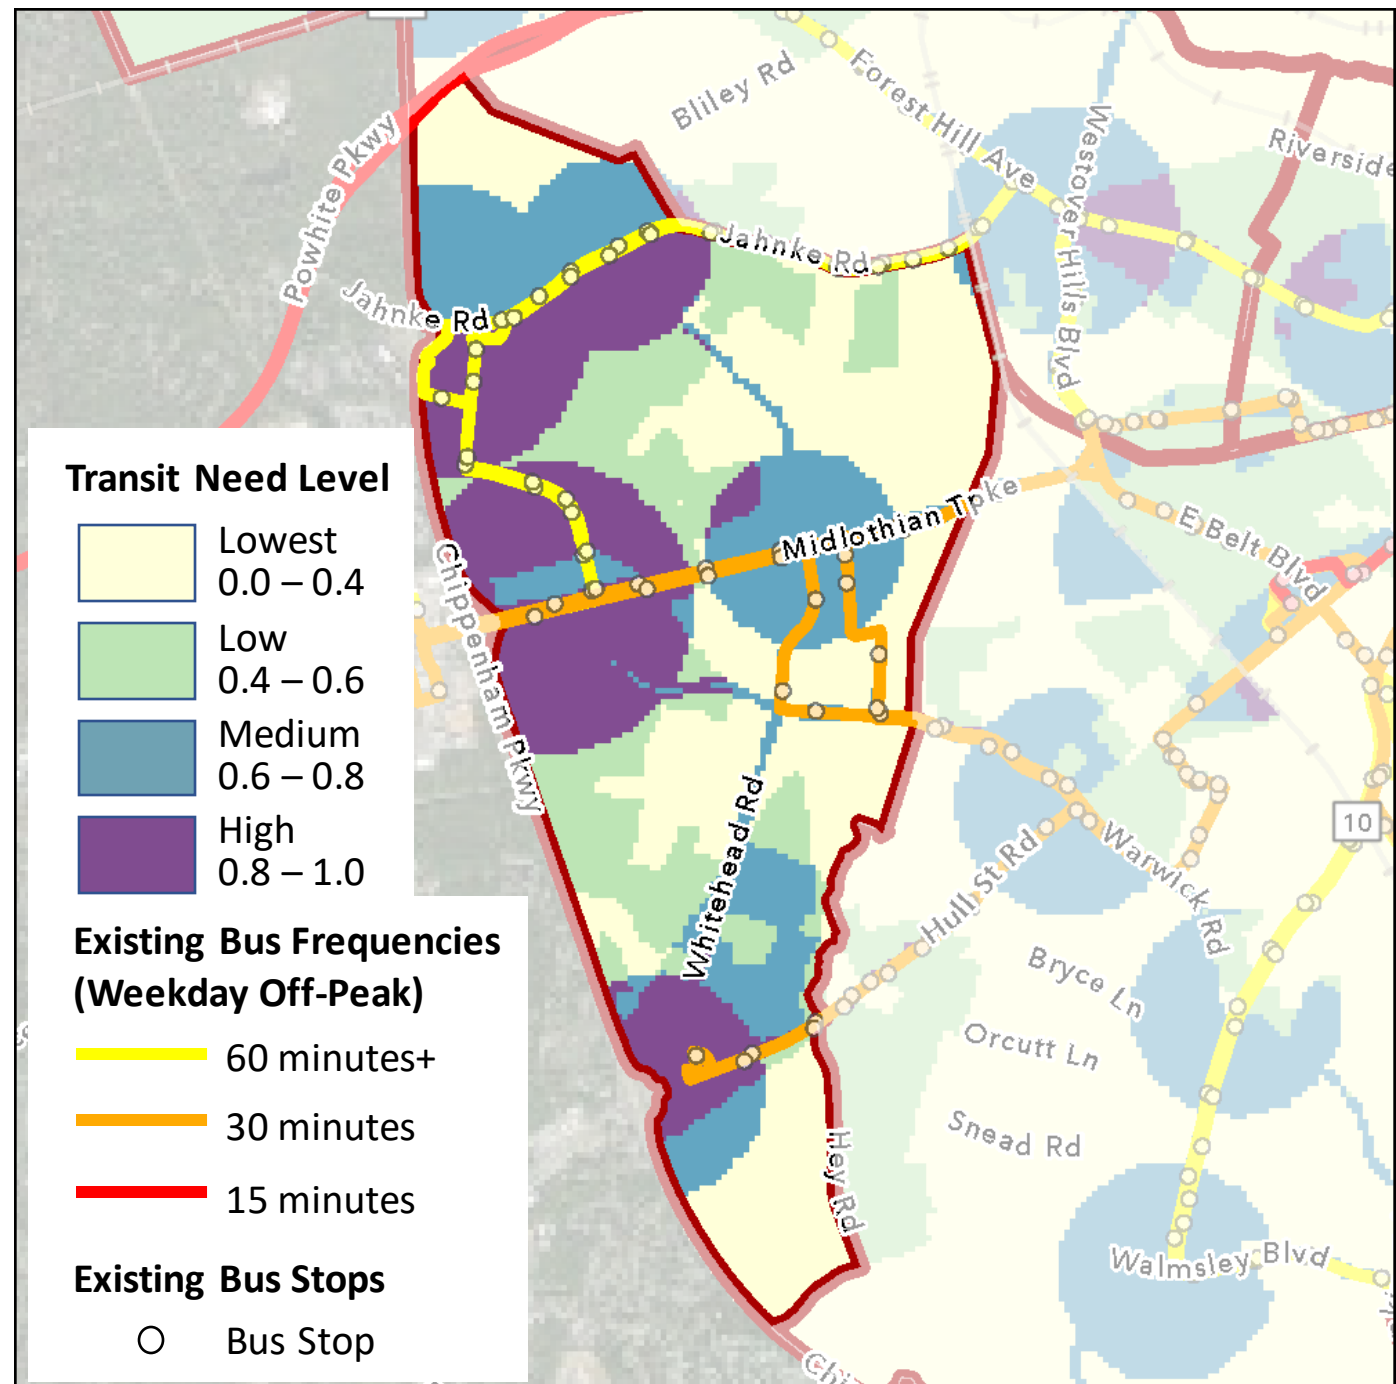 Bliley Rd
Forest Hill Ave
Westover Hills Blvd
Riverside
Powhite Pkwy
Jahnke Rd
Jahnke Rd
Midlothian Tpke
E Belt Blvd
Chippenham Pkwy
Whitehead Rd
Hull St Rd
Warwick Rd
10
Bryce Ln
Orcutt Ln
Snead Rd
Hey Rd
Walmsley Blvd
Chi
Transit Need Level
Lowest
0.0 – 0.4
Low
0.4 – 0.6
Medium
0.6 – 0.8
High
0.8 – 1.0
Existing Bus Frequencies
(Weekday Off-Peak)
60 minutes+
30 minutes
15 minutes
Existing Bus Stops
Bus Stop